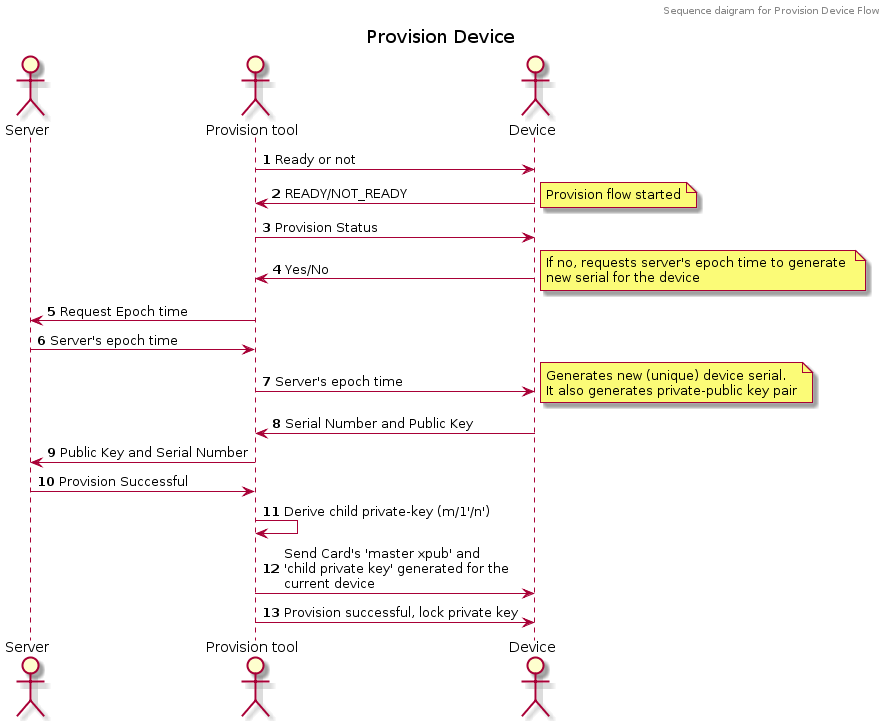 Sequence daigram for Provision Device Flow
Provision Device
Server
Provision tool
Device
1 Ready or not
2 READY/NOT_READY
Provision flow started
3 Provision Status
4 Yes/No
If no, requests server's epoch time to generate
new serial for the device
5 Request Epoch time
6 Server's epoch time
7 Server's epoch time
Generates new (unique) device serial.
It also generates private-public key pair
8 Serial Number and Public Key
9 Public Key and Serial Number
10 Provision Successful
11 Derive child private-key (m/1'/n')
Send Card's 'master xpub' and
12 'child private key' generated for the
current device
13 Provision successful, lock private key
Server
Provision tool
Device